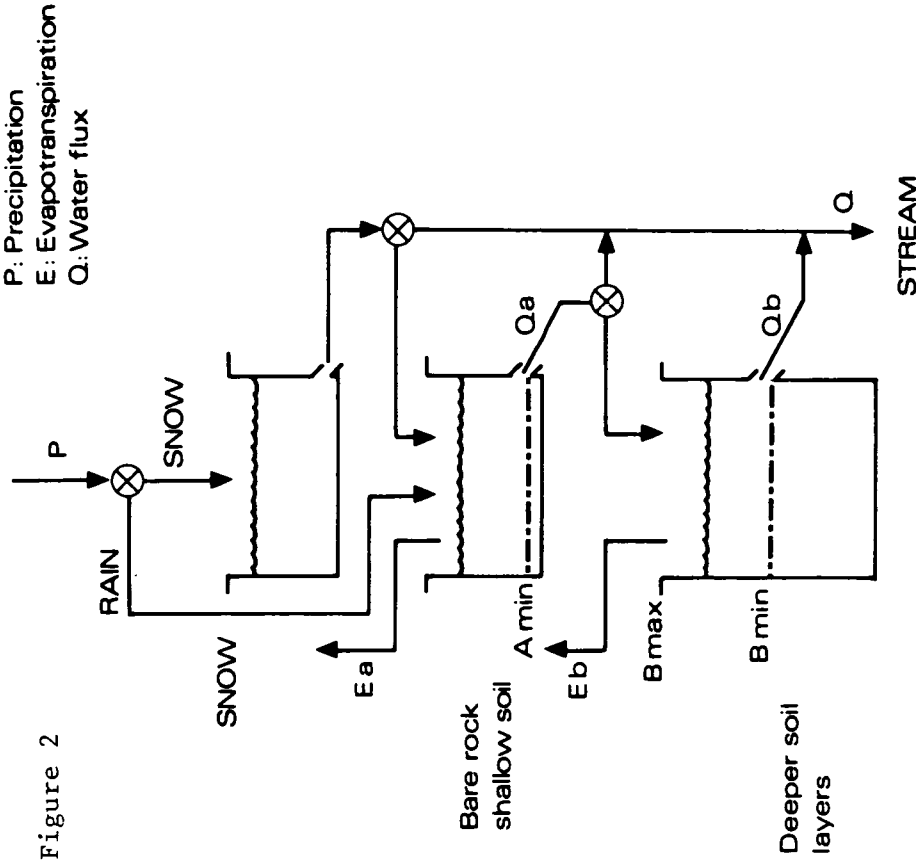 Figure 2
P: Precipitation
E: Evapotranspiration
Q: Water flux
P
RAIN
SNOW
SNOW
Ea
Bare rock
shallow soil
A min
Qa
Eb
B max
B min
Deeper soil
layers
Qb
Q
STREAM